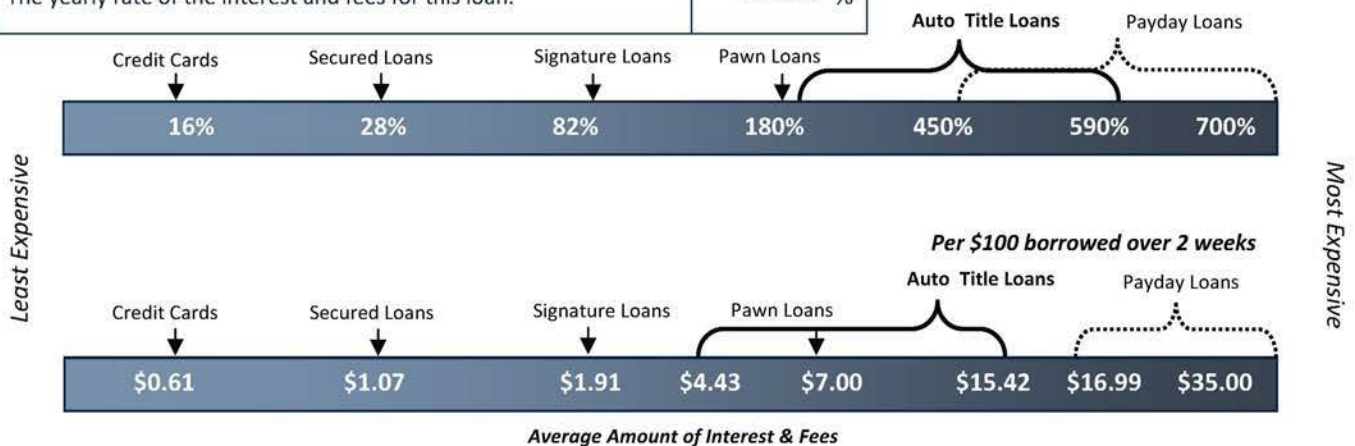 The yearly rate of the interest and fees for this loan.
%
Auto Title Loans
Payday Loans
Credit Cards
Secured Loans
Signature Loans
Pawn Loans
16% 28% 82% 180% 450% 590% 700%
Least Expensive
Most Expensive
Per $100 borrowed over 2 weeks
Auto Title Loans
Payday Loans
Credit Cards
Secured Loans
Signature Loans
Pawn Loans
$0.61 $1.07 $1.91 $4.43 $7.00 $15.42 $16.99 $35.00
Average Amount of Interest & Fees